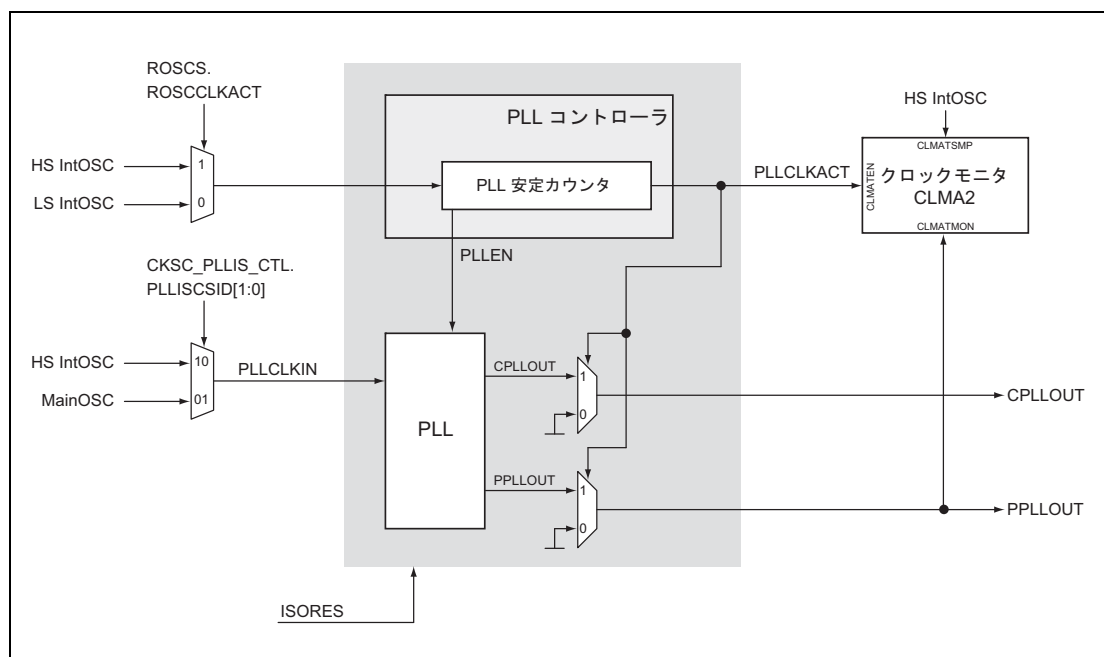 ROSCS.
ROSCCLKACT
HS IntOSC
LS IntOSC
1
0
PLL コントローラ
PLL 安定カウンタ
PLLCLKACT
HS IntOSC
CLMATSMP
CLMATEN
クロックモニタ
CLMA2
CLMATMON
PLLEN
CKSC_PLLIS_CTL.
PLLISCSID[1:0]
HS IntOSC
MainOSC
10
01
PLLCLKIN
PLL
CPLLOUT
1
0
CPLLOUT
PPLLOUT
1
0
PPLLOUT
ISORES